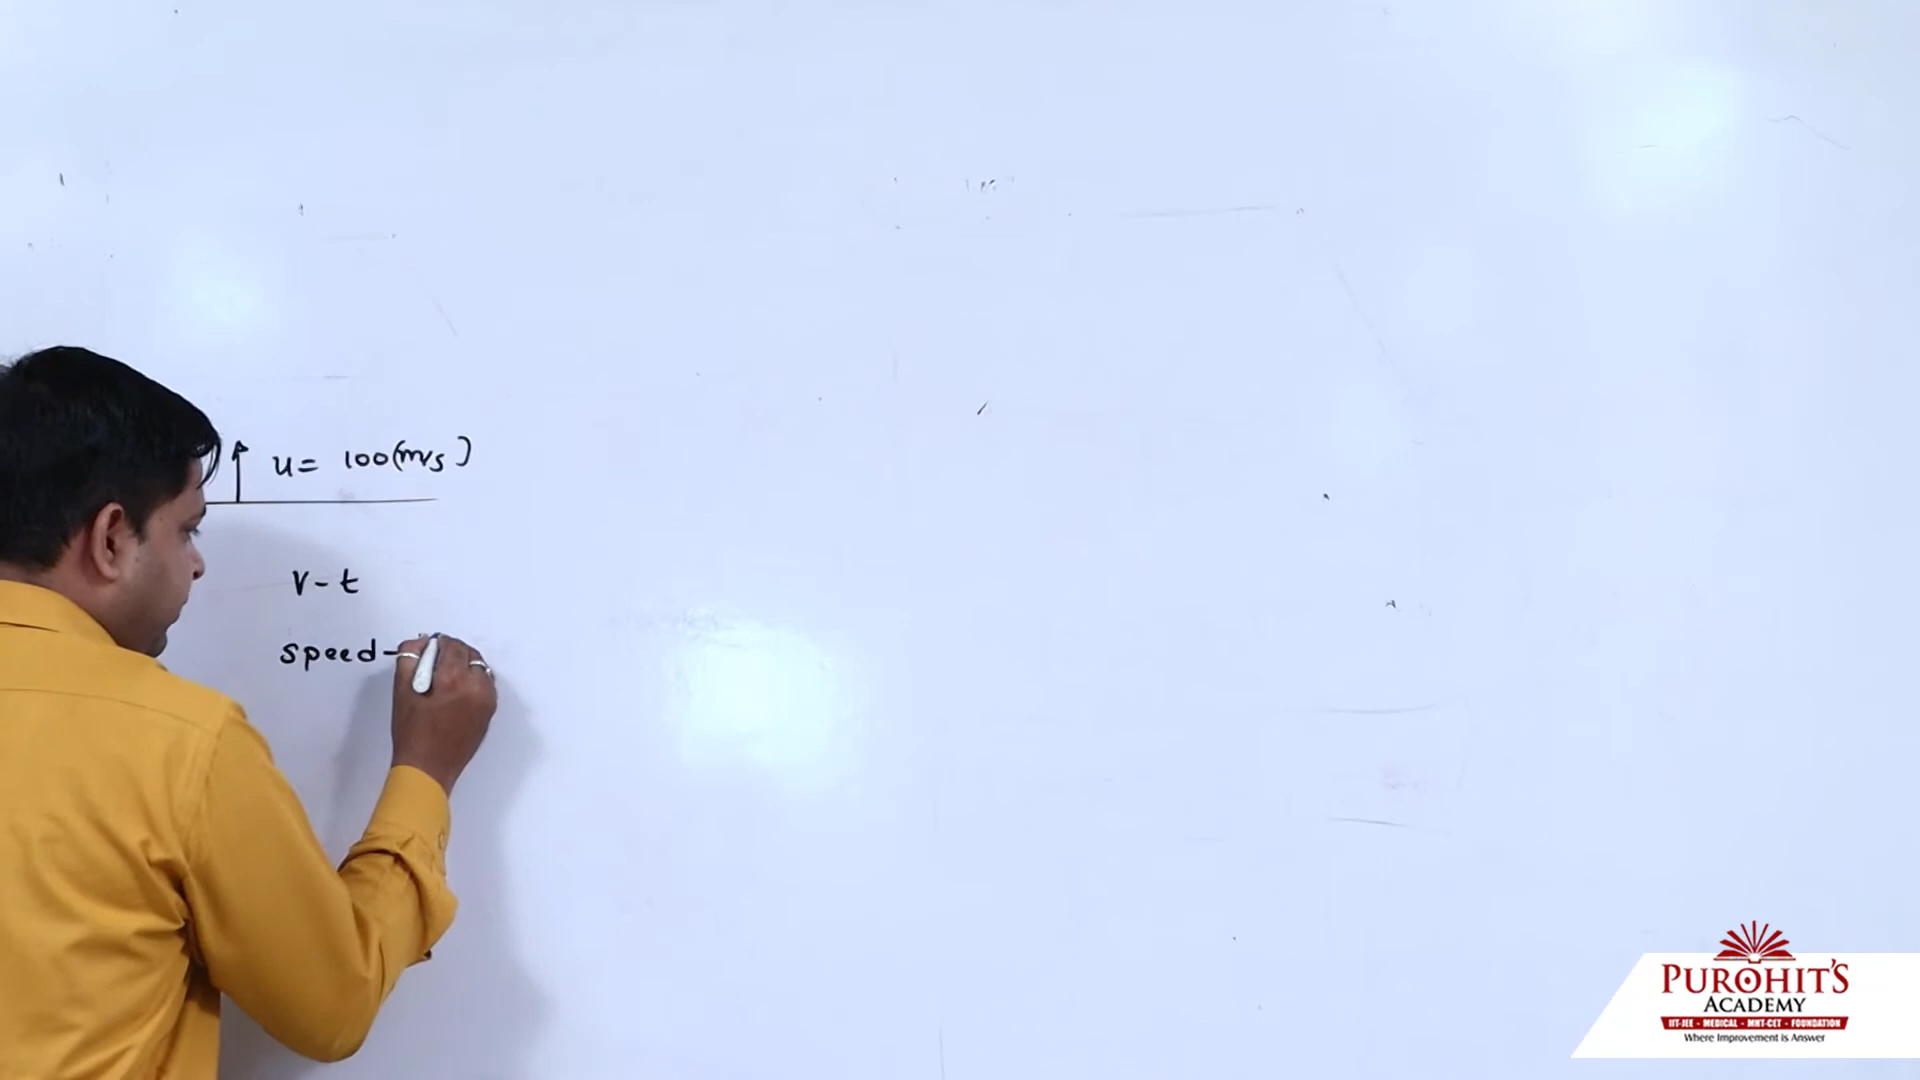 u = 100(m/s)
v - t
speed -
PUROHIT'S
ACADEMY
IIT-JEE • MEDICAL • MHT-CET • FOUNDATION
Where Improvement is Answer